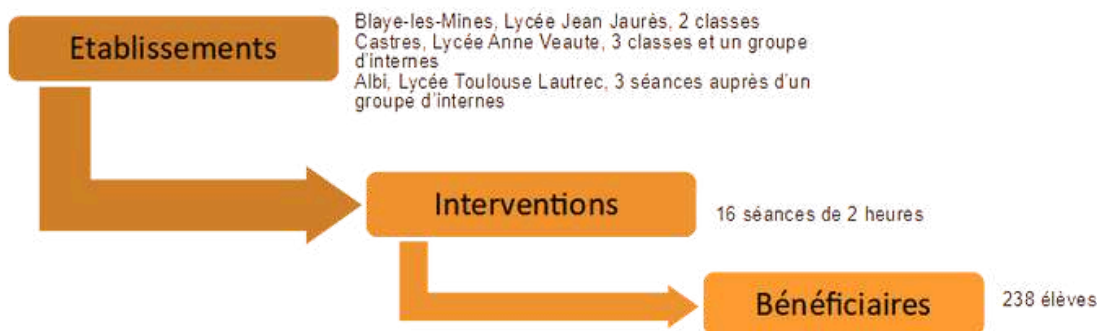 Etablissements
Blaye-les-Mines, Lycée Jean Jaurès, 2 classes
Castres, Lycée Anne Veaute, 3 classes et un groupe
d'internes
Albi, Lycée Toulouse Lautrec, 3 séances auprès d'un
groupe d'internes
Interventions
16 séances de 2 heures
Bénéficiaires
238 élèves